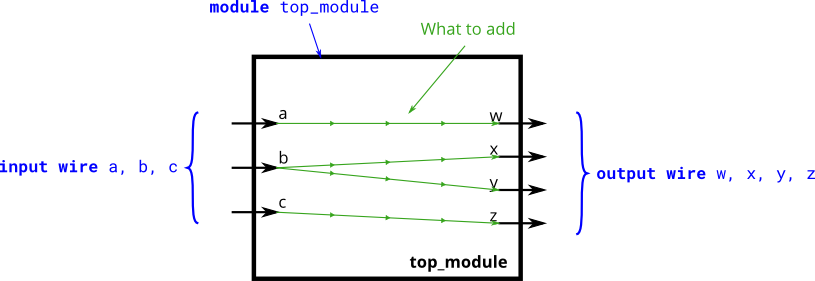 module top_module
What to add
a
w
b
x
input wire a, b, c
output wire w, x, y, z
y
c
z
top_module